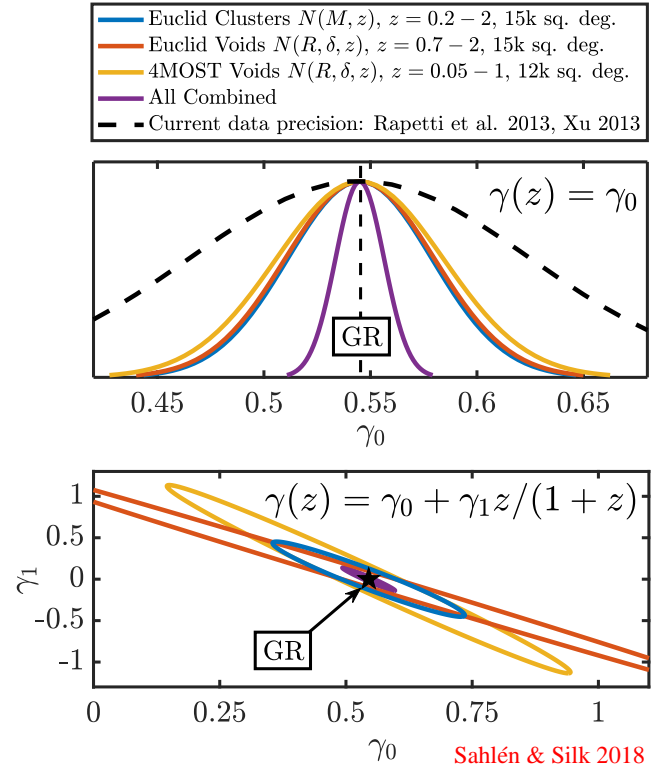 Euclid Clusters N(M, z), z = 0.2 − 2, 15k sq. deg.
Euclid Voids N(R, δ, z), z = 0.7 − 2, 15k sq. deg.
4MOST Voids N(R, δ, z), z = 0.05 − 1, 12k sq. deg.
All Combined
Current data precision: Rapetti et al. 2013, Xu 2013
γ(z) = γ₀
GR
0.45 0.5 0.55 0.6 0.65
γ₀
γ(z) = γ₀ + γ₁z/(1 + z)
1
0.5
0
-0.5
-1
γ₁
GR
0 0.25 0.5 0.75 1
γ₀
Sahlén & Silk 2018